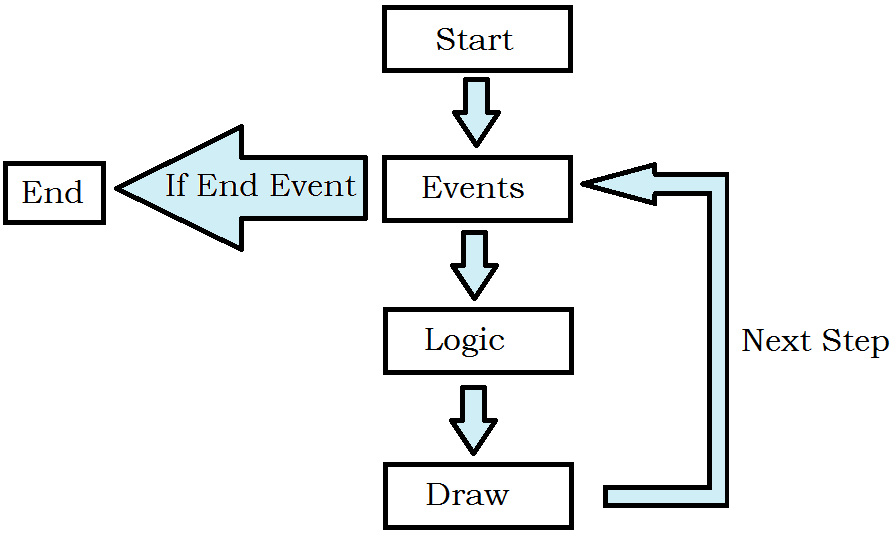 Start
If End Event
End
Events
Logic
Next Step
Draw